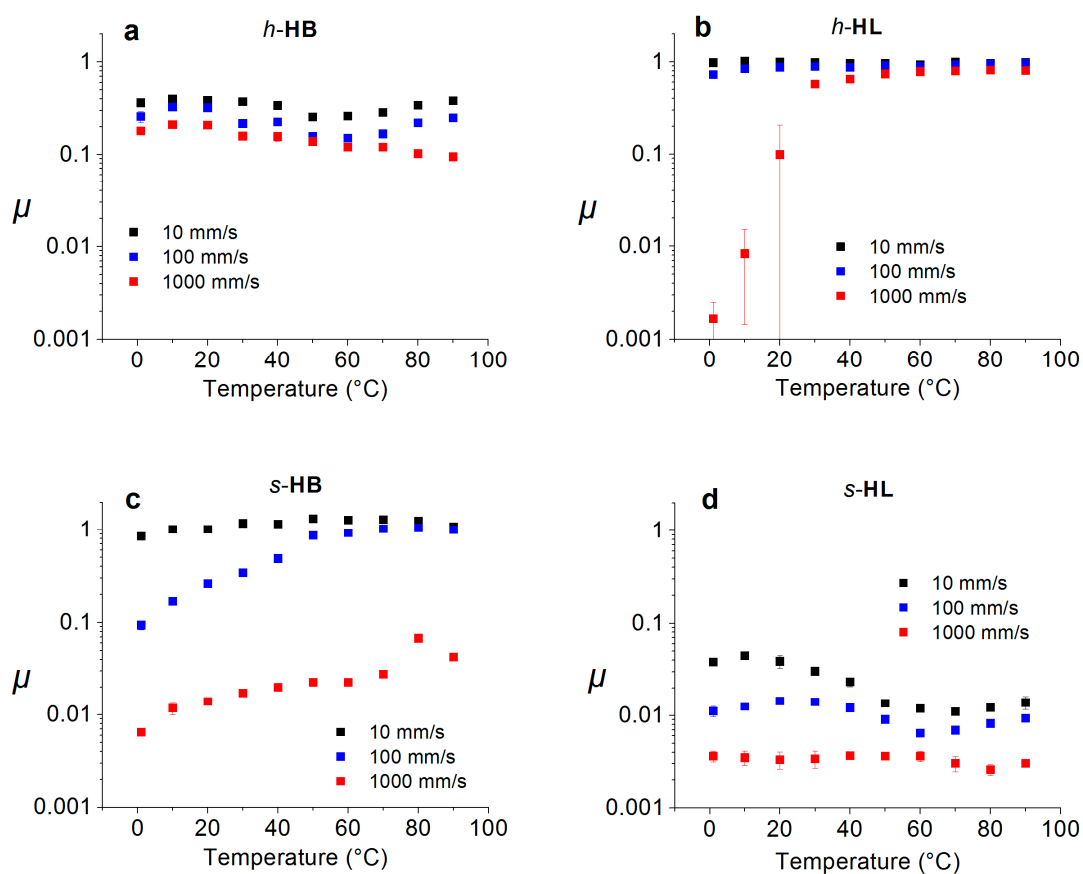 a
h-HB
1
0.1
0.01
0.001
μ
10 mm/s
100 mm/s
1000 mm/s
0 20 40 60 80 100
Temperature (°C)
b
h-HL
1
0.1
0.01
0.001
μ
10 mm/s
100 mm/s
1000 mm/s
0 20 40 60 80 100
Temperature (°C)
c
s-HB
1
0.1
0.01
0.001
μ
10 mm/s
100 mm/s
1000 mm/s
0 20 40 60 80 100
Temperature (°C)
d
s-HL
1
0.1
0.01
0.001
μ
10 mm/s
100 mm/s
1000 mm/s
0 20 40 60 80 100
Temperature (°C)